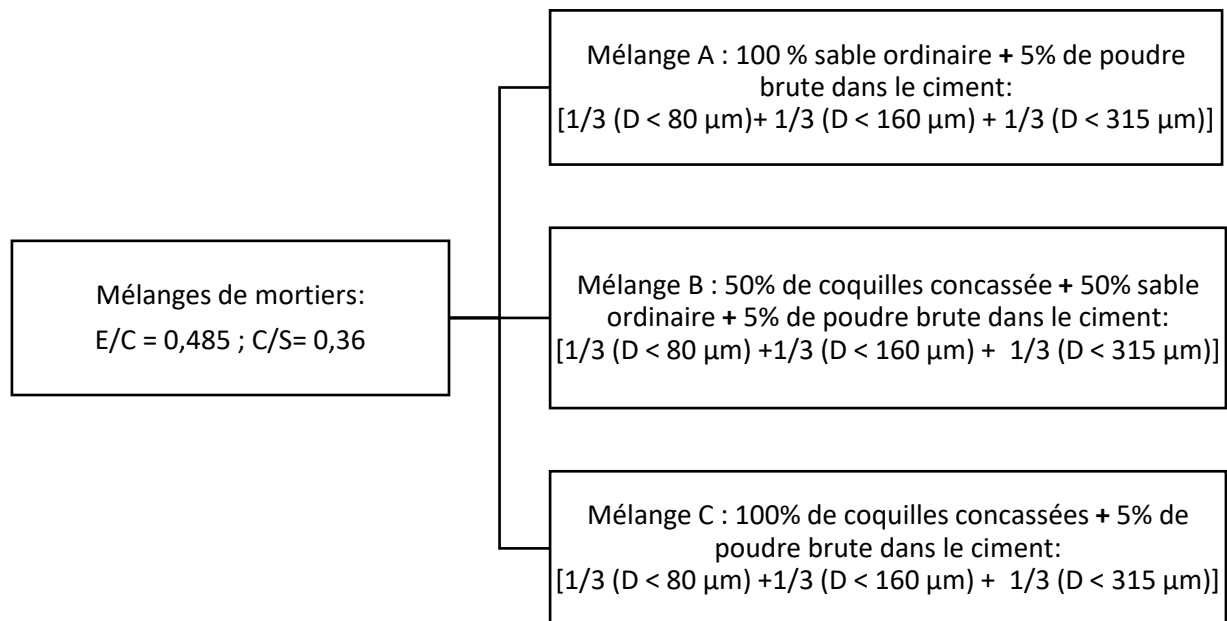 Mélange A : 100 % sable ordinaire + 5% de poudre
brute dans le ciment:
[1/3 (D < 80 µm)+ 1/3 (D < 160 µm) + 1/3 (D < 315 µm)]
Mélanges de mortiers:
E/C = 0,485 ; C/S= 0,36
Mélange B : 50% de coquilles concassée + 50% sable
ordinaire + 5% de poudre brute dans le ciment:
[1/3 (D < 80 µm) +1/3 (D < 160 µm) + 1/3 (D < 315 µm)]
Mélange C : 100% de coquilles concassées + 5% de
poudre brute dans le ciment:
[1/3 (D < 80 µm) +1/3 (D < 160 µm) + 1/3 (D < 315 µm)]